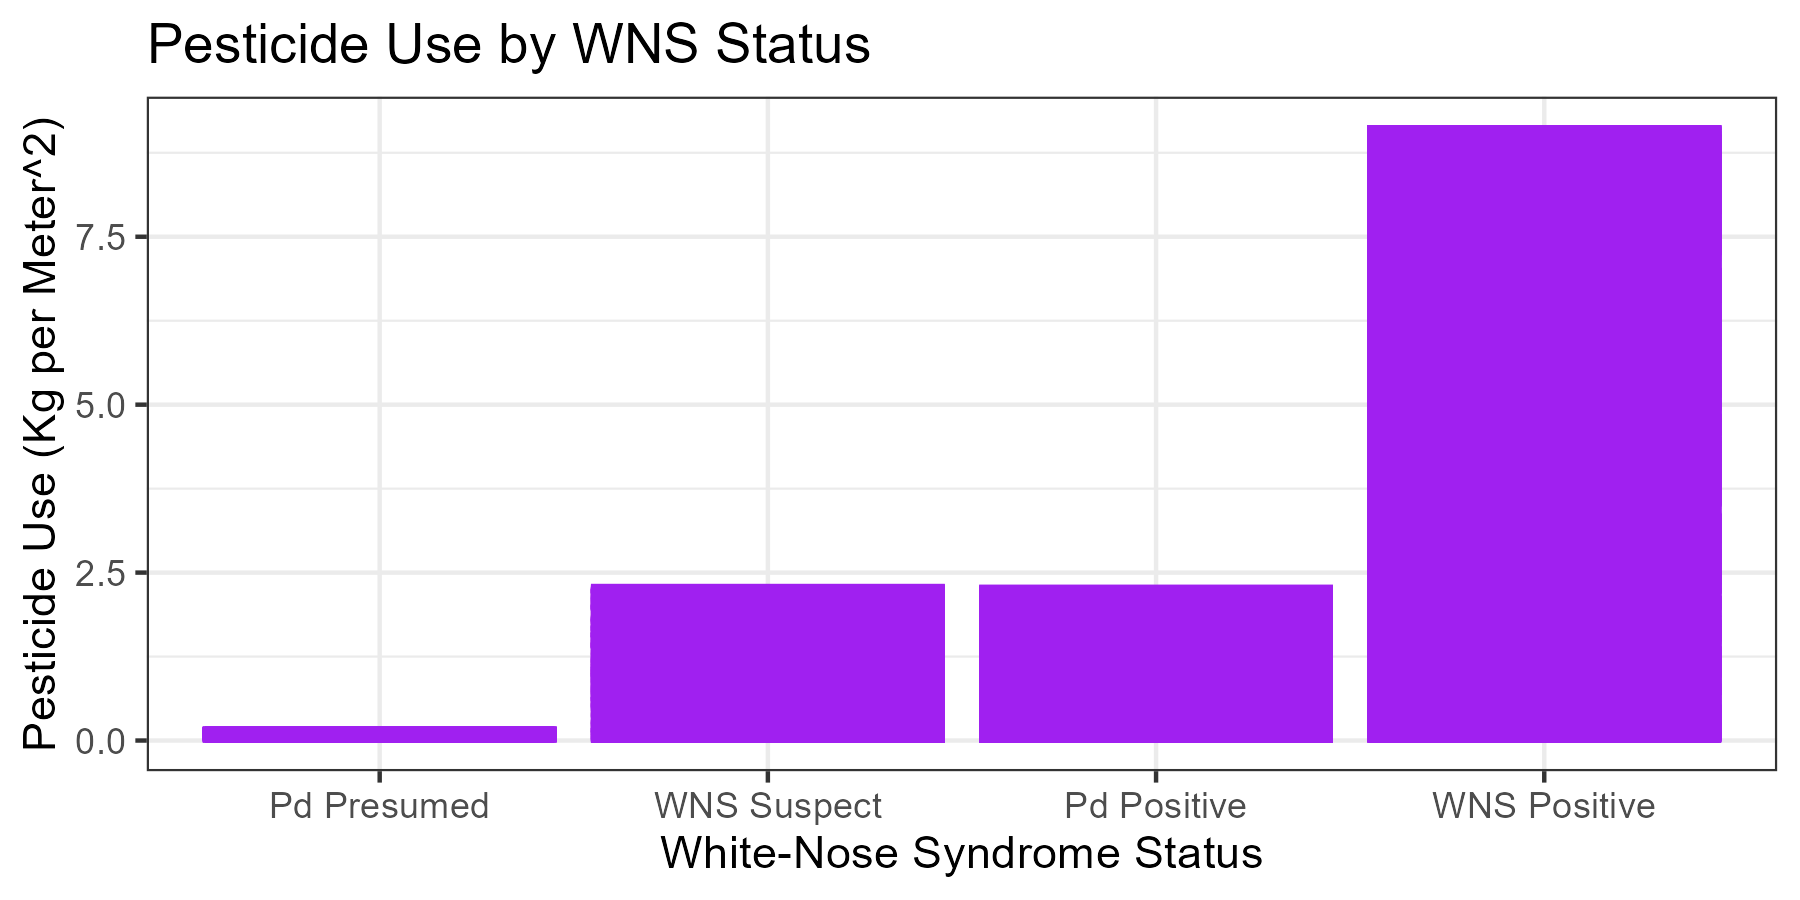 Pesticide Use by WNS Status
Pesticide Use (Kg per Meter^2)
7.5
5.0
2.5
0.0
Pd Presumed
WNS Suspect
Pd Positive
WNS Positive
White-Nose Syndrome Status